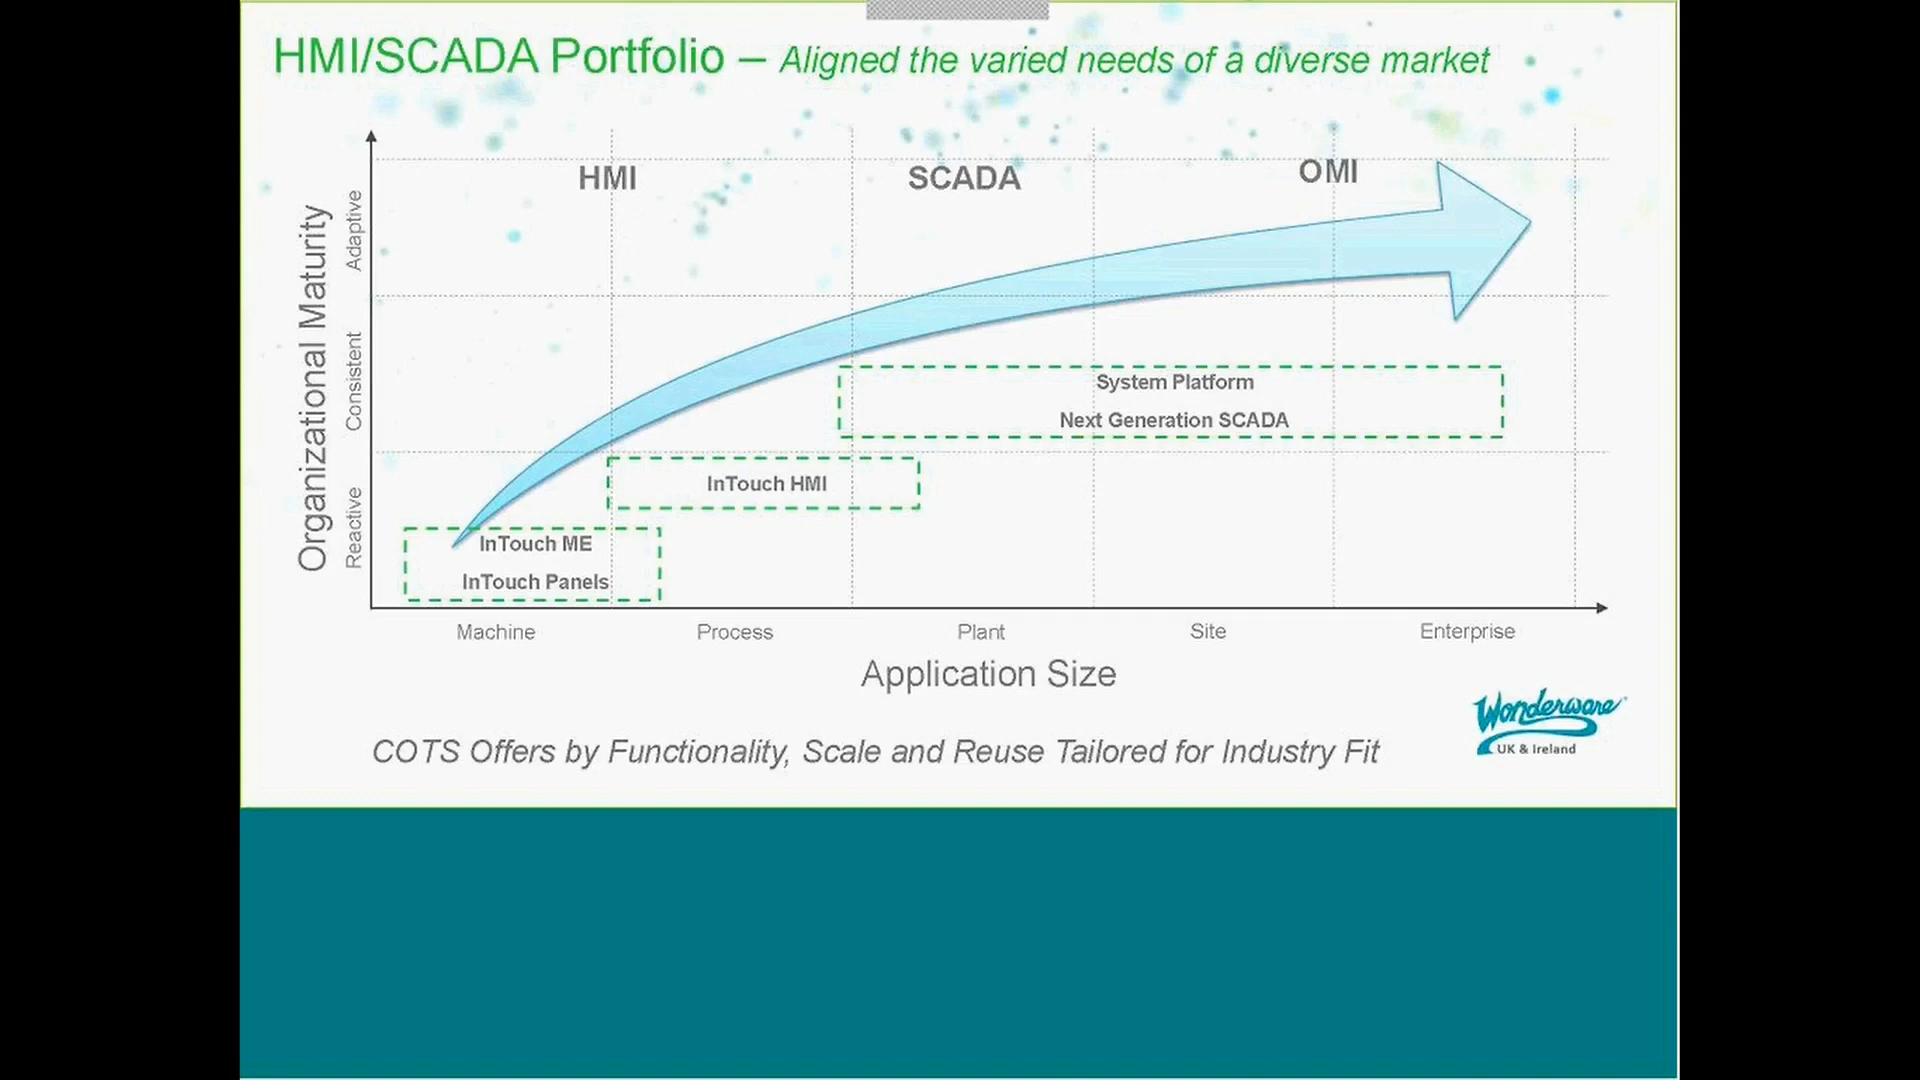 HMI/SCADA Portfolio – Aligned the varied needs of a diverse market
HMI
SCADA
OMI
Organizational Maturity
Adaptive
Consistent
Reactive
System Platform
Next Generation SCADA
InTouch HMI
InTouch ME
InTouch Panels
Machine
Process
Plant
Site
Enterprise
Application Size
Wonderware
UK & Ireland
COTS Offers by Functionality, Scale and Reuse Tailored for Industry Fit